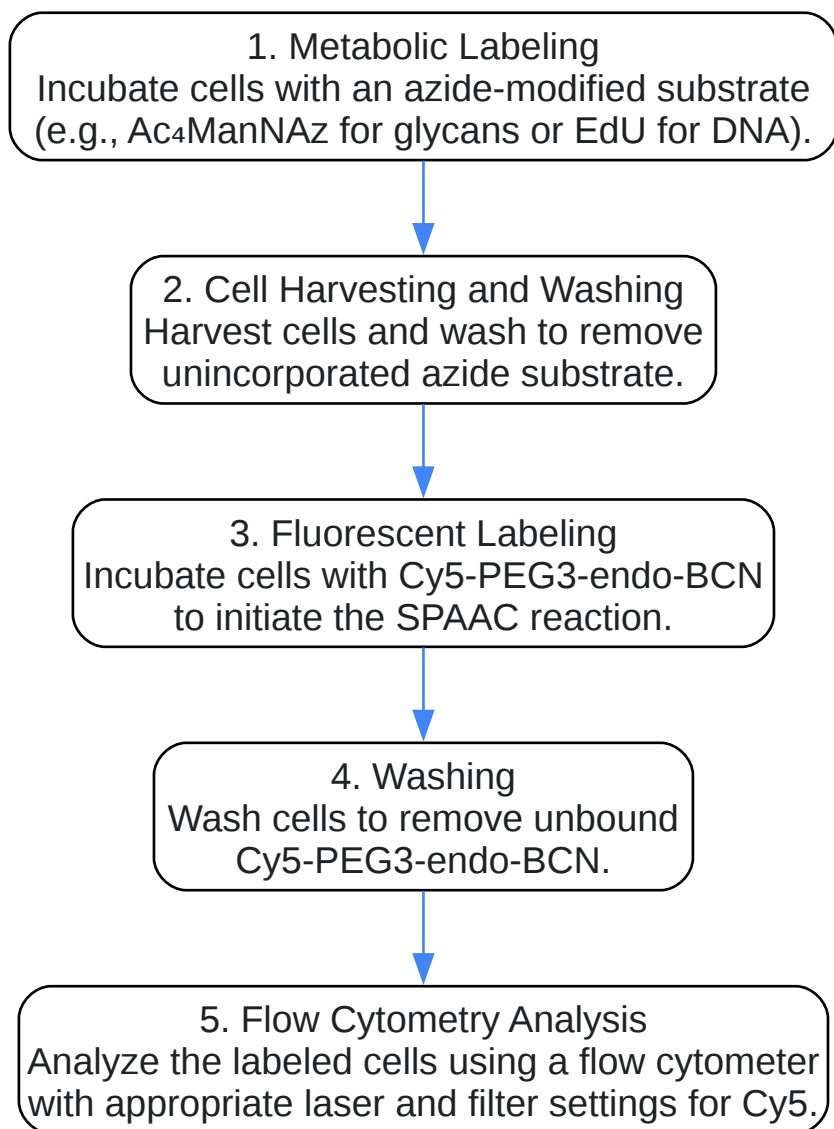 1. Metabolic Labeling
Incubate cells with an azide-modified substrate
(e.g., Ac₄ManNAz for glycans or EdU for DNA).
2. Cell Harvesting and Washing
Harvest cells and wash to remove
unincorporated azide substrate.
3. Fluorescent Labeling
Incubate cells with Cy5-PEG3-endo-BCN
to initiate the SPAAC reaction.
4. Washing
Wash cells to remove unbound
Cy5-PEG3-endo-BCN.
5. Flow Cytometry Analysis
Analyze the labeled cells using a flow cytometer
with appropriate laser and filter settings for Cy5.